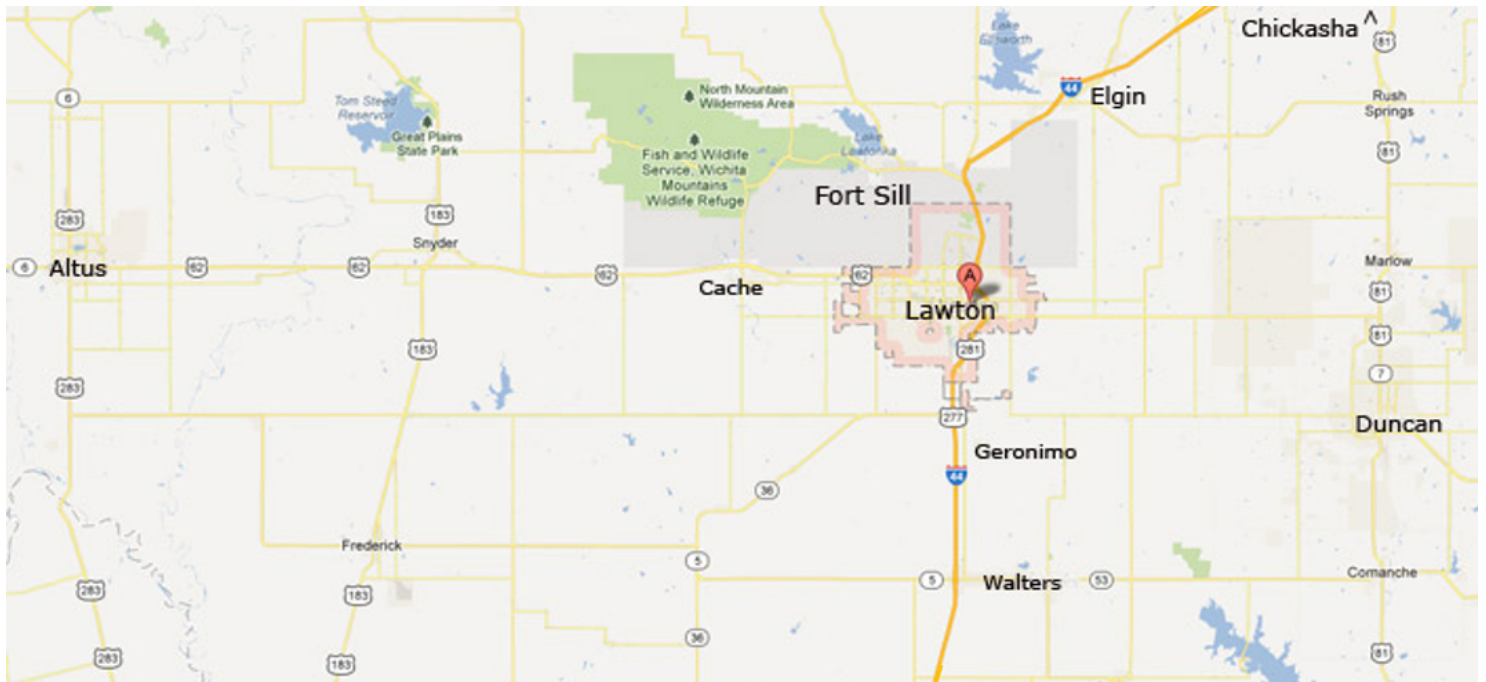 Lake
Ellsworth
Chickasha ^
81
6
Tom Steed
Reservoir
Great Plains
State Park
North Mountain
Wilderness Area
44
Elgin
Rush
Springs
Fish and Wildlife
Service, Wichita
Mountains
Wildlife Refuge
Lake
Lawtonka
81
Fort Sill
283
183
Snyder
6
Altus
62
62
62
Cache
62
A
Lawton
Marlow
81
81
183
281
7
283
277
Duncan
Geronimo
44
36
Frederick
5
5
Walters
53
Comanche
283
183
36
283
183
81